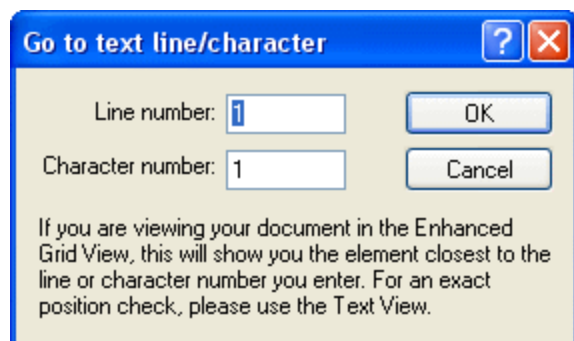 Go to text line/character
Line number: 1 OK
Character number: 1 Cancel
If you are viewing your document in the Enhanced
Grid View, this will show you the element closest to the
line or character number you enter. For an exact
position check, please use the Text View.